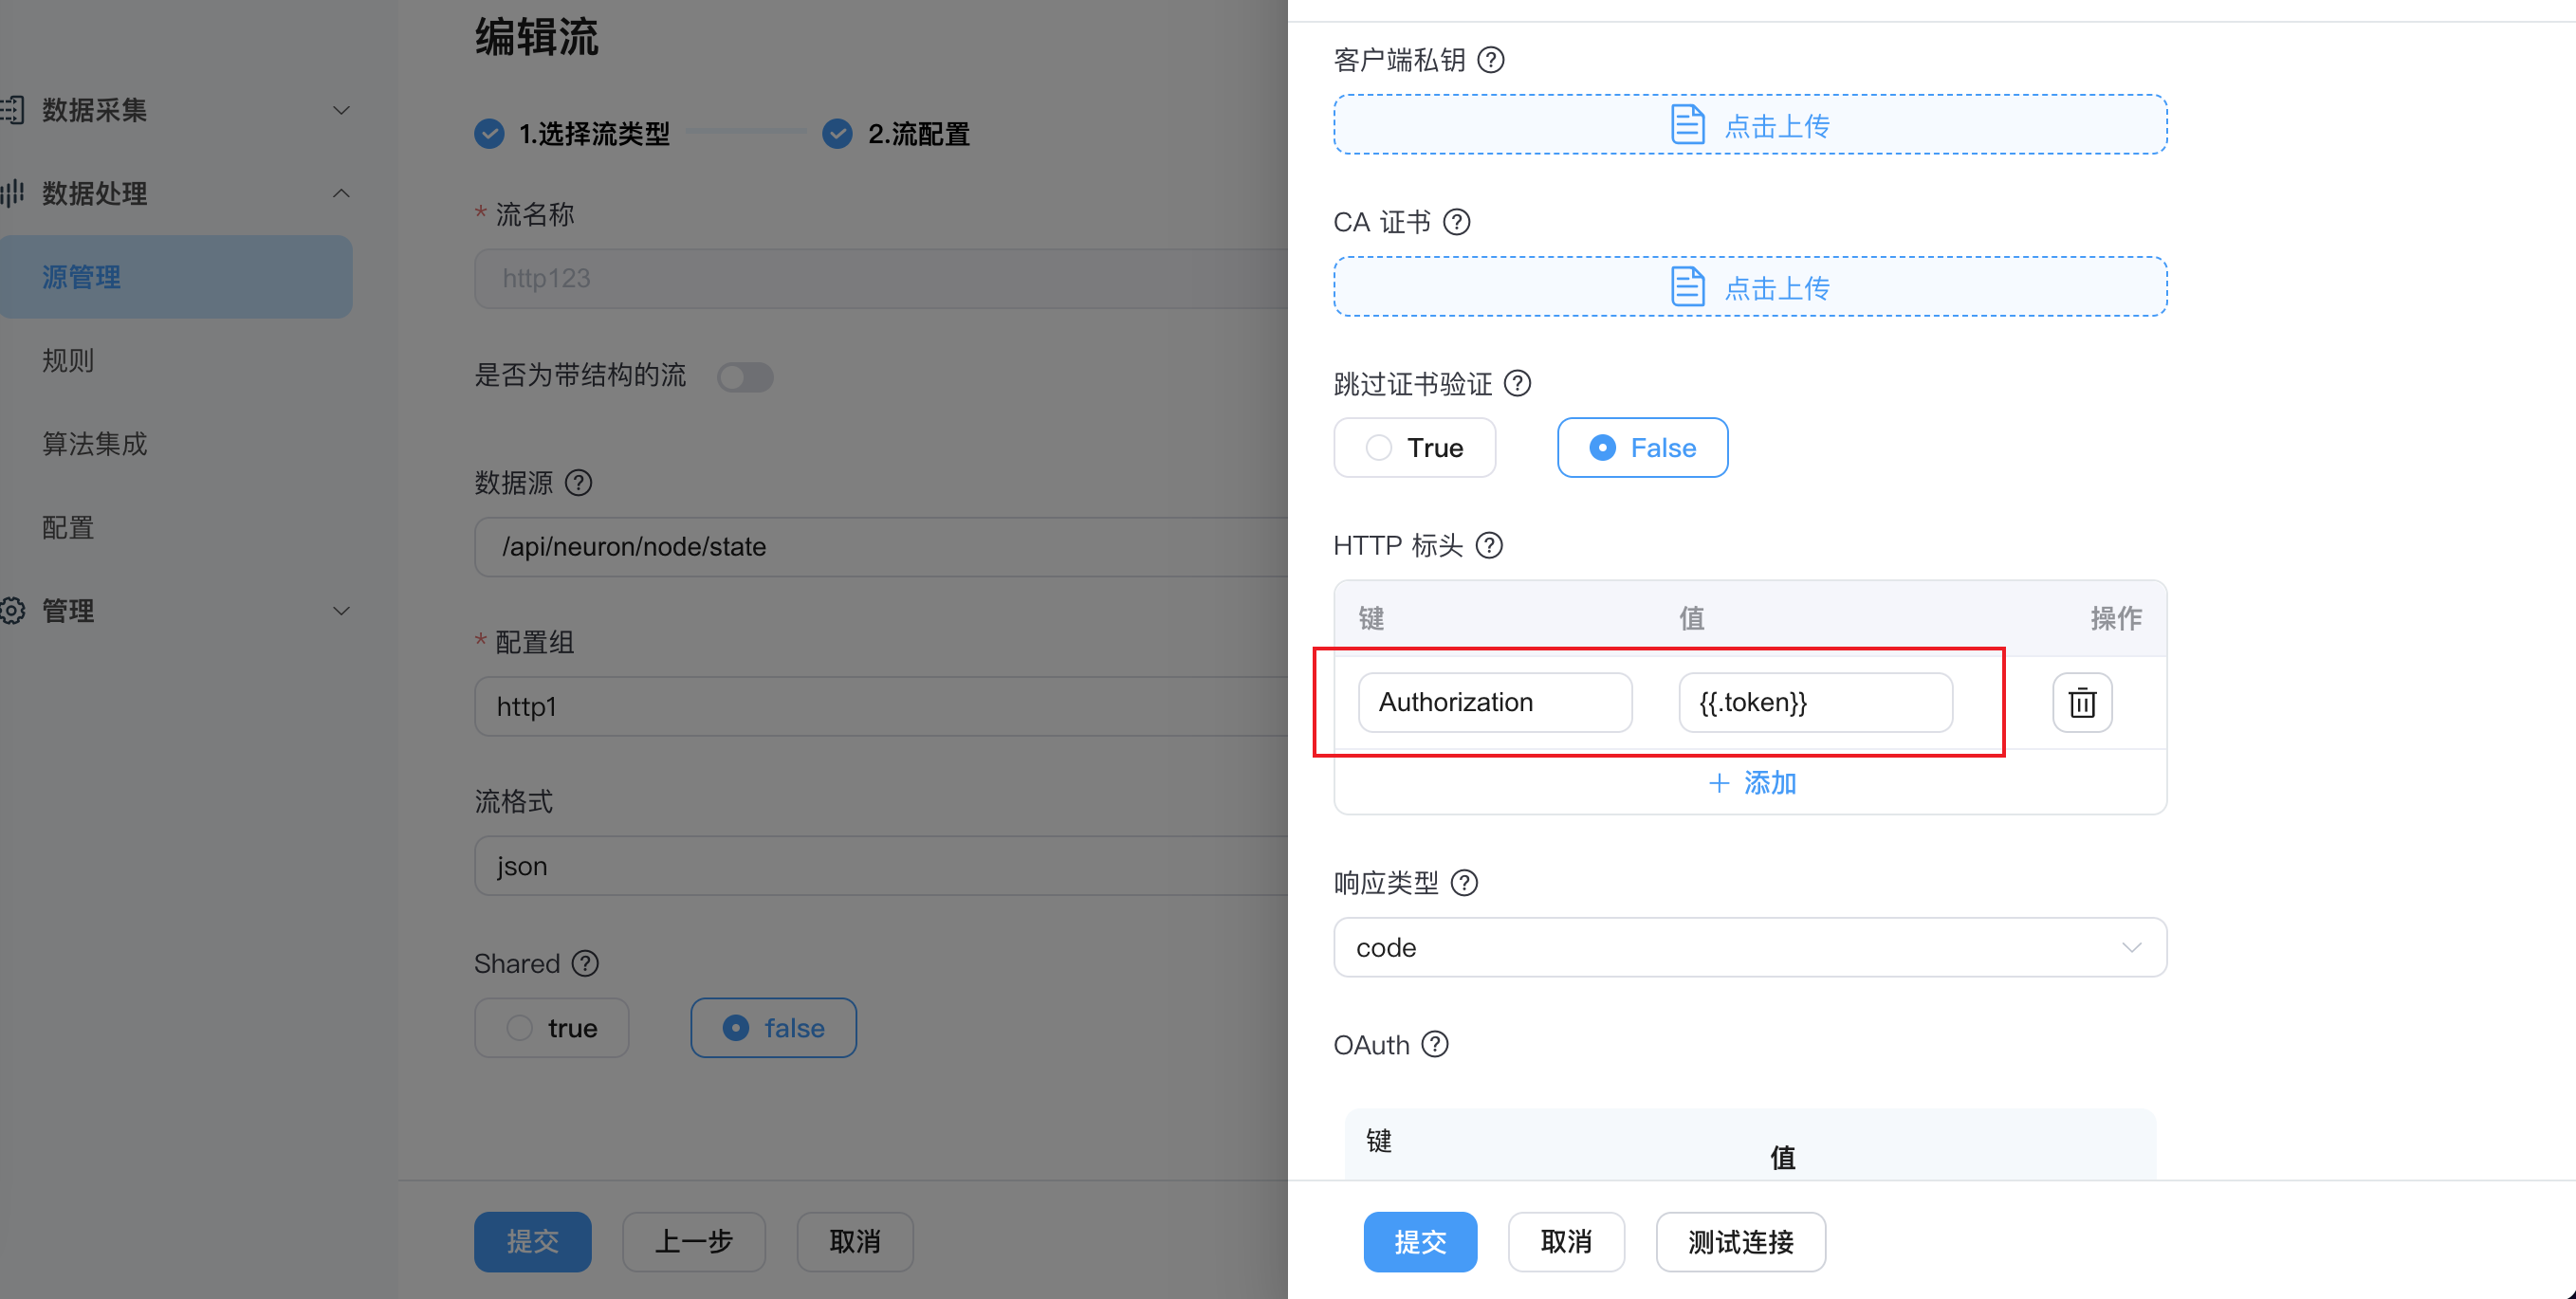 编辑流
数据采集
数据处理
源管理
规则
算法集成
配置
管理
1.选择流类型
2.流配置
* 流名称
http123
是否为带结构的流
数据源 ?
/api/neuron/node/state
* 配置组
http1
流格式
json
Shared ?
true
false
提交
上一步
取消
客户端私钥 ?
点击上传
CA 证书 ?
点击上传
跳过证书验证 ?
True
False
HTTP 标头 ?
键 值 操作
Authorization {{.token}}
+ 添加
响应类型 ?
code
OAuth ?
键
值
提交
取消
测试连接